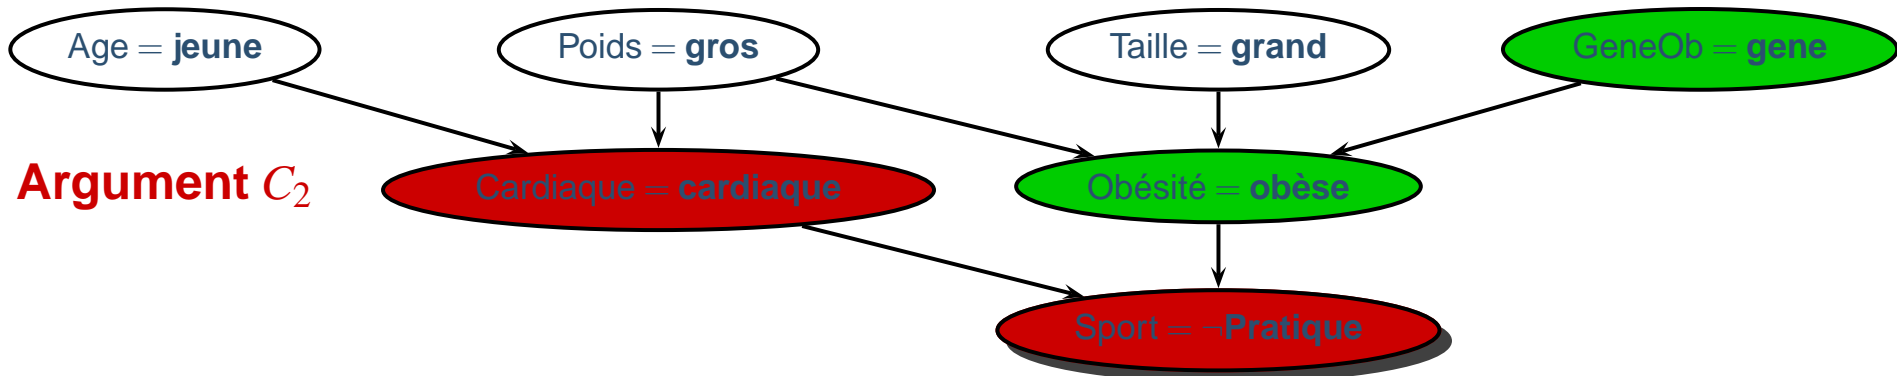 Age = jeune
Poids = gros
Taille = grand
GeneOb = gene
Argument C₂
Cardiaque = cardiaque
Obésité = obèse
Sport = ¬Pratique